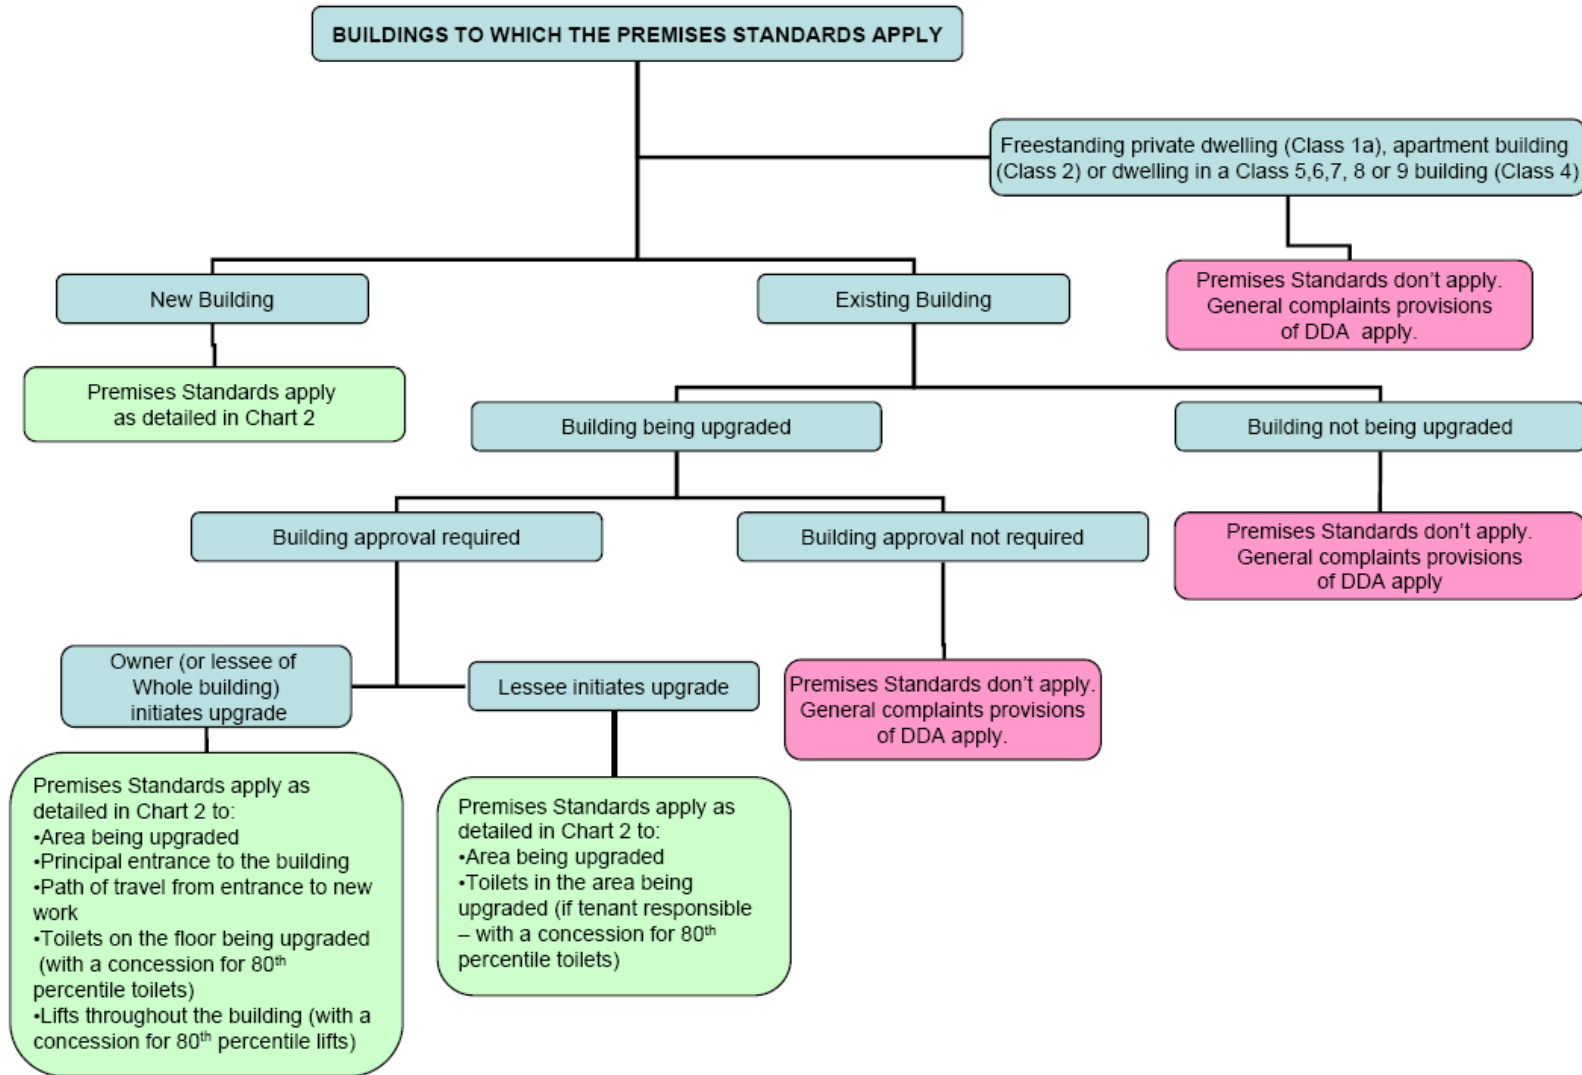 BUILDINGS TO WHICH THE PREMISES STANDARDS APPLY
Freestanding private dwelling (Class 1a), apartment building
(Class 2) or dwelling in a Class 5,6,7, 8 or 9 building (Class 4)
New Building
Existing Building
Premises Standards don’t apply.
General complaints provisions
of DDA  apply.
Premises Standards apply
as detailed in Chart 2
Building being upgraded
Building not being upgraded
Building approval required
Building approval not required
Premises Standards don’t apply.
General complaints provisions
of DDA apply
Owner (or lessee of
Whole building)
initiates upgrade
Lessee initiates upgrade
Premises Standards don’t apply.
General complaints provisions
of DDA apply.
Premises Standards apply as
detailed in Chart 2 to:
•Area being upgraded
•Principal entrance to the building
•Path of travel from entrance to new
work
•Toilets on the floor being upgraded
(with a concession for 80th
percentile toilets)
•Lifts throughout the building (with a
concession for 80th percentile lifts)
Premises Standards apply as
detailed in Chart 2 to:
•Area being upgraded
•Toilets in the area being
upgraded (if tenant responsible
– with a concession for 80th
percentile toilets)